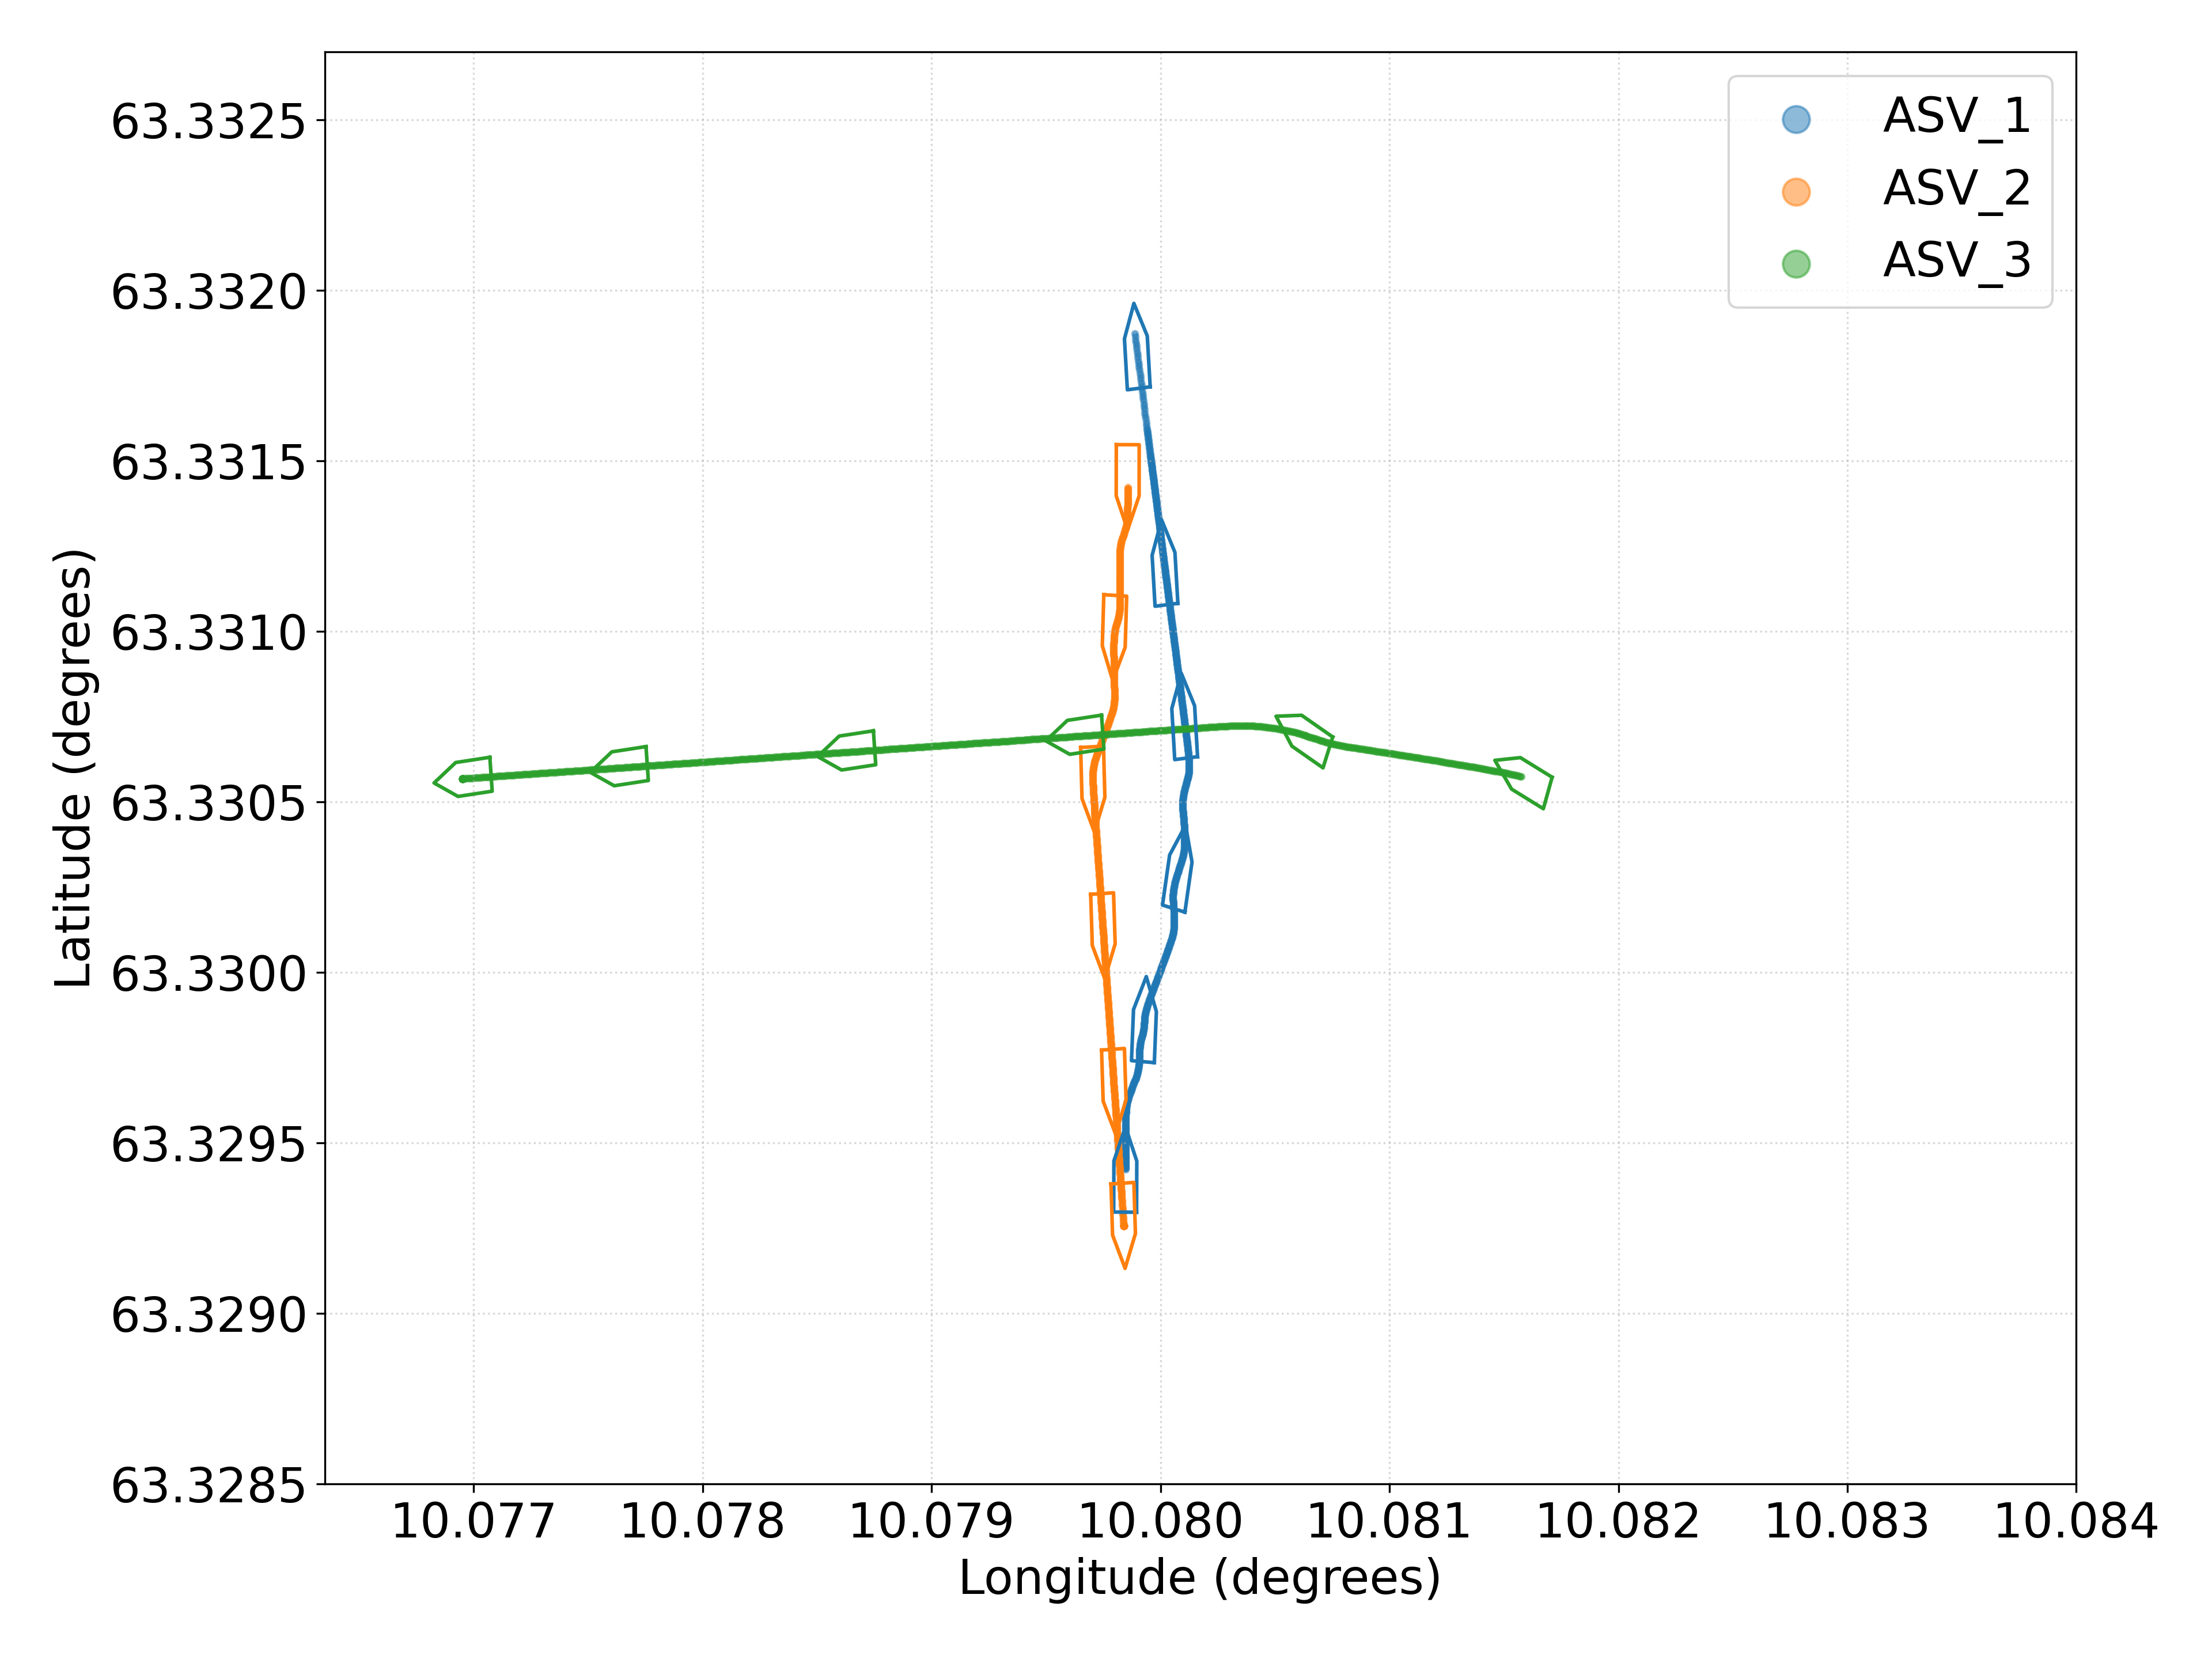 63.3325
63.3320
63.3315
63.3310
63.3305
63.3300
63.3295
63.3290
63.3285
Latitude (degrees)
10.077 10.078 10.079 10.080 10.081 10.082 10.083 10.084
Longitude (degrees)
ASV_1
ASV_2
ASV_3